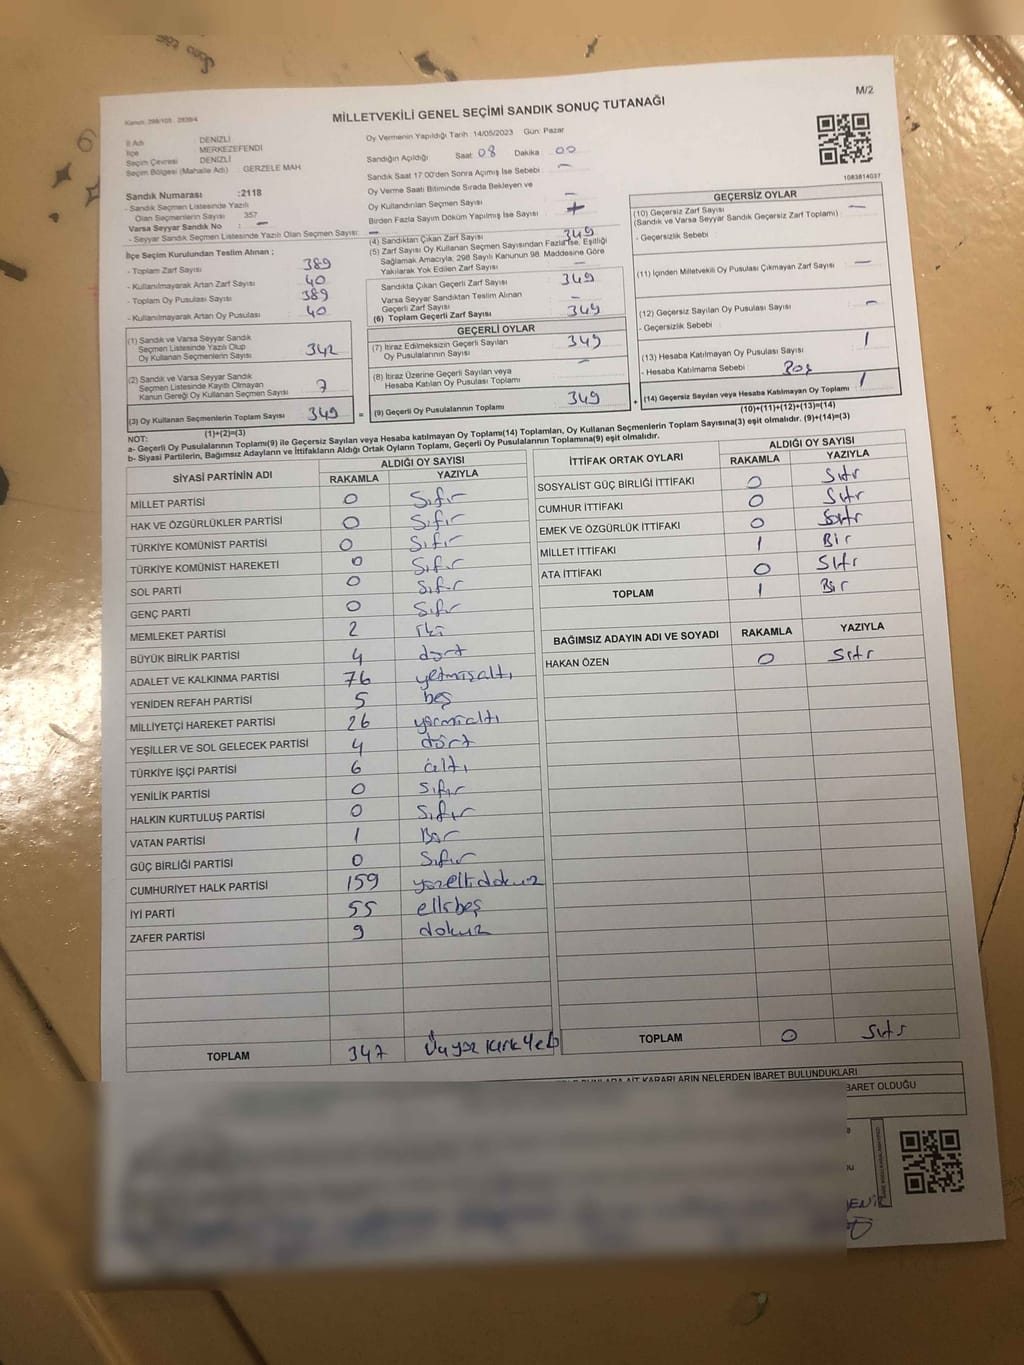 Kanun: 298/105 , 2839/4
M/2
MİLLETVEKİLİ GENEL SEÇİMİ SANDIK SONUÇ TUTANAĞI
İl Adı : DENİZLİ
İlçe : MERKEZEFENDİ
Seçim Çevresi : DENİZLİ
Seçim Bölgesi (Mahalle Adı) : GERZELE MAH
Sandık Numarası : 2118
- Sandık Seçmen Listesinde Yazılı
Olan Seçmenlerin Sayısı : 357
Varsa Seyyar Sandık No : –
- Seyyar Sandık Seçmen Listesinde Yazılı Olan Seçmen Sayısı: –
İlçe Seçim Kurulundan Teslim Alınan ;
- Toplam Zarf Sayısı 389
- Kullanılmayarak Artan Zarf Sayısı 40
- Toplam Oy Pusulası Sayısı 389
- Kullanılmayarak Artan Oy Pusulası 40
(1) Sandık ve Varsa Seyyar Sandık
Seçmen Listesinde Yazılı Olup
Oy Kullanan Seçmenlerin Sayısı 342
(2) Sandık ve Varsa Seyyar Sandık
Seçmen Listesinde Kayıtlı Olmayan
Kanun Gereği Oy Kullanan Seçmen Sayısı 7
(3) Oy Kullanan Seçmenlerin Toplam Sayısı 349 =
(1)+(2)=(3)
Oy Vermenin Yapıldığı Tarih : 14/05/2023 Gün: Pazar
Sandığın Açıldığı Saat: 08 Dakika : 00
Sandık Saat 17:00'den Sonra Açımış İse Sebebi : –
Oy Verme Saati Bitiminde Sırada Bekleyen ve
Oy Kullandırılan Seçmen Sayısı : –
Birden Fazla Sayım Döküm Yapılmış İse Sayısı :
(4) Sandıktan Çıkan Zarf Sayısı 349
(5) Zarf Sayısı Oy Kullanan Seçmen Sayısından Fazla İse, Eşitliği
Sağlamak Amacıyla; 298 Sayılı Kanunun 98. Maddesine Göre
Yakılarak Yok Edilen Zarf Sayısı –
Sandıkta Çıkan Geçerli Zarf Sayısı 349
Varsa Seyyar Sandıktan Teslim Alınan
Geçerli Zarf Sayısı –
(6) Toplam Geçerli Zarf Sayısı 349
GEÇERLİ OYLAR
(7) İtiraz Edilmeksizin Geçerli Sayılan
Oy Pusulalarının Sayısı 349
(8) İtiraz Üzerine Geçerli Sayılan veya
Hesaba Katılan Oy Pusulası Toplamı –
(9) Geçerli Oy Pusulalarının Toplamı 349 +
1083814037
GEÇERSİZ OYLAR
(10) Geçersiz Zarf Sayısı –
(Sandık ve Varsa Seyyar Sandık Geçersiz Zarf Toplamı) :
- Geçersizlik Sebebi :
(11) İçinden Milletvekili Oy Pusulası Çıkmayan Zarf Sayısı –
(12) Geçersiz Sayılan Oy Pusulası Sayısı –
- Geçersizlik Sebebi :
(13) Hesaba Katılmayan Oy Pusulası Sayısı 1
- Hesaba Katılmama Sebebi : Boş
(14) Geçersiz Sayılan veya Hesaba Katılmayan Oy Toplamı 1
(10)+(11)+(12)+(13)=(14)
NOT:
a- Geçerli Oy Pusulalarının Toplamı(9) ile Geçersiz Sayılan veya Hesaba katılmayan Oy Toplamı(14) Toplamları, Oy Kullanan Seçmenlerin Toplam Sayısına(3) eşit olmalıdır. (9)+(14)=(3)
b- Siyasi Partilerin, Bağımsız Adayların ve İttifakların Aldığı Ortak Oyların Toplamı, Geçerli Oy Pusulalarının Toplamına(9) eşit olmalıdır.
SİYASİ PARTİNİN ADI ALDIĞI OY SAYISI
RAKAMLA YAZIYLA
MİLLET PARTİSİ 0 Sıfır
HAK VE ÖZGÜRLÜKLER PARTİSİ 0 Sıfır
TÜRKİYE KOMÜNİST PARTİSİ 0 Sıfır
TÜRKİYE KOMÜNİST HAREKETİ 0 Sıfır
SOL PARTİ 0 Sıfır
GENÇ PARTİ 0 Sıfır
MEMLEKET PARTİSİ 2 iki
BÜYÜK BİRLİK PARTİSİ 4 dört
ADALET VE KALKINMA PARTİSİ 76 yetmişaltı
YENİDEN REFAH PARTİSİ 5 beş
MİLLİYETÇİ HAREKET PARTİSİ 26 yirmialtı
YEŞİLLER VE SOL GELECEK PARTİSİ 4 dört
TÜRKİYE İŞÇİ PARTİSİ 6 altı
YENİLİK PARTİSİ 0 Sıfır
HALKIN KURTULUŞ PARTİSİ 0 Sıfır
VATAN PARTİSİ 1 Bir
GÜÇ BİRLİĞİ PARTİSİ 0 Sıfır
CUMHURİYET HALK PARTİSİ 159 yüzellidokuz
İYİ PARTİ 55 ellibeş
ZAFER PARTİSİ 9 dokuz
TOPLAM 347 Üçyüz kırk yedi
İTTİFAK ORTAK OYLARI ALDIĞI OY SAYISI
RAKAMLA YAZIYLA
SOSYALİST GÜÇ BİRLİĞİ İTTİFAKI 0 Sıfır
CUMHUR İTTİFAKI 0 Sıfır
EMEK VE ÖZGÜRLÜK İTTİFAKI 0 Sıfır
MİLLET İTTİFAKI 1 Bir
ATA İTTİFAKI 0 Sıfır
TOPLAM 1 Bir
BAĞIMSIZ ADAYIN ADI VE SOYADI RAKAMLA YAZIYLA
HAKAN ÖZEN 0 Sıfır
TOPLAM 0 Sıfır
KARARLARIN NELERDEN İBARET BULUNDUKLARI
BARET OLDUĞU